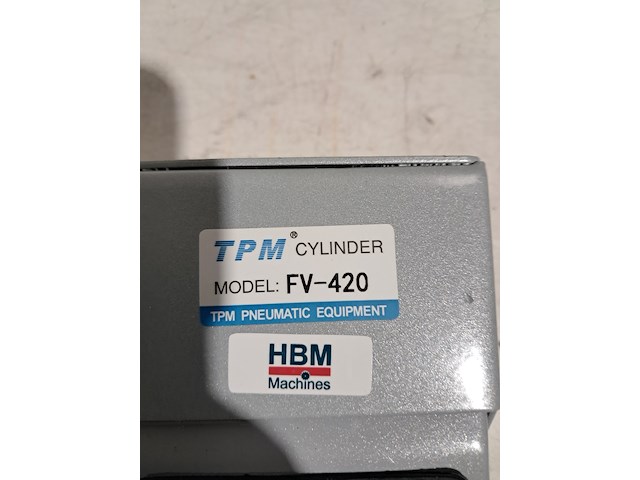 TPM® CYLINDER
MODEL: FV-420
TPM PNEUMATIC EQUIPMENT
HBM
Machines